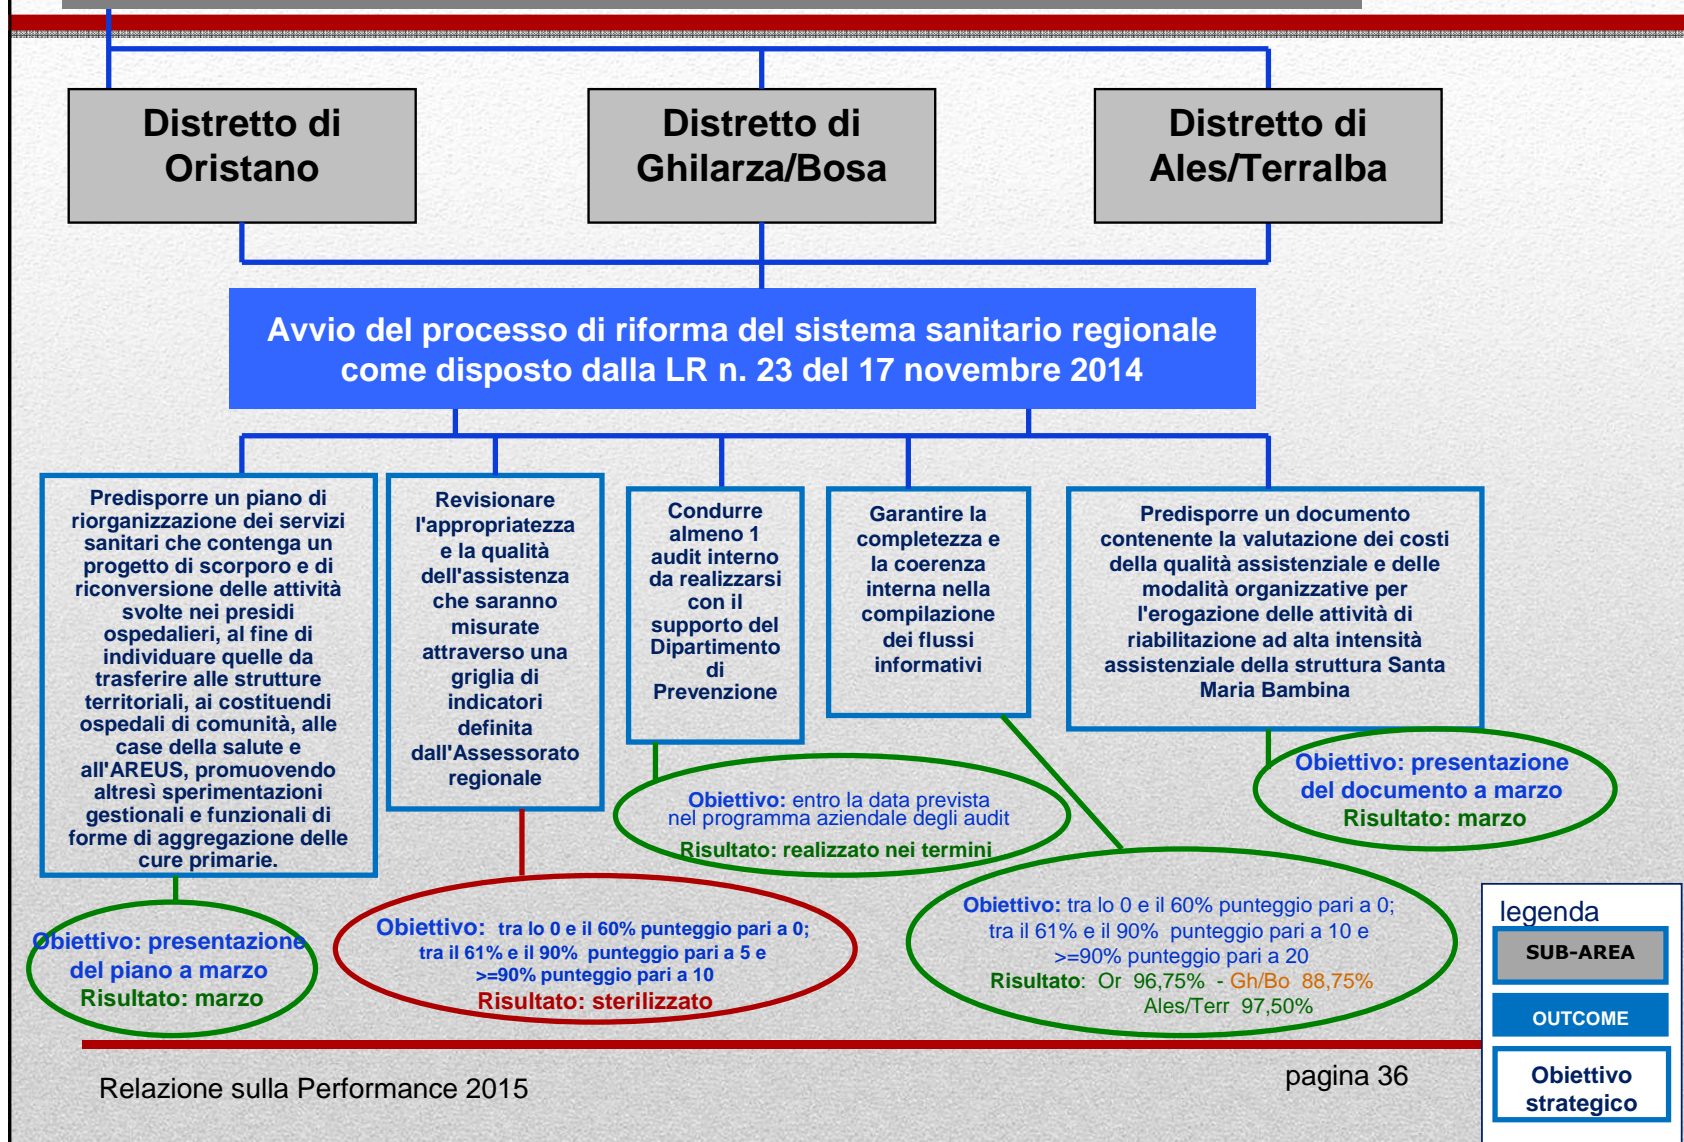 Distretto di
Oristano
Distretto di
Ghilarza/Bosa
Distretto di
Ales/Terralba
Avvio del processo di riforma del sistema sanitario regionale
come disposto dalla LR n. 23 del 17 novembre 2014
Predisporre un piano di
riorganizzazione dei servizi
sanitari che contenga un
progetto di scorporo e di
riconversione delle attività
svolte nei presidi
ospedalieri, al fine di
individuare quelle da
trasferire alle strutture
territoriali, ai costituendi
ospedali di comunità, alle
case della salute e
all'AREUS, promuovendo
altresì sperimentazioni
gestionali e funzionali di
forme di aggregazione delle
cure primarie.
Revisionare
l'appropriatezza
e la qualità
dell'assistenza
che saranno
misurate
attraverso una
griglia di
indicatori
definita
dall'Assessorato
regionale
Condurre
almeno 1
audit interno
da realizzarsi
con il
supporto del
Dipartimento
di
Prevenzione
Garantire la
completezza e
la coerenza
interna nella
compilazione
dei flussi
informativi
Predisporre un documento
contenente la valutazione dei costi
della qualità assistenziale e delle
modalità organizzative per
l'erogazione delle attività di
riabilitazione ad alta intensità
assistenziale della struttura Santa
Maria Bambina
Obiettivo: presentazione
del piano a marzo
Risultato: marzo
Obiettivo: tra lo 0 e il 60% punteggio pari a 0;
tra il 61% e il 90% punteggio pari a 5 e
>=90% punteggio pari a 10
Risultato: sterilizzato
Obiettivo: entro la data prevista
nel programma aziendale degli audit
Risultato: realizzato nei termini
Obiettivo: tra lo 0 e il 60% punteggio pari a 0;
tra il 61% e il 90% punteggio pari a 10 e
>=90% punteggio pari a 20
Risultato: Or 96,75% - Gh/Bo 88,75%
Ales/Terr 97,50%
Obiettivo: presentazione
del documento a marzo
Risultato: marzo
legenda
SUB-AREA
OUTCOME
Obiettivo
strategico
Relazione sulla Performance 2015
pagina 36